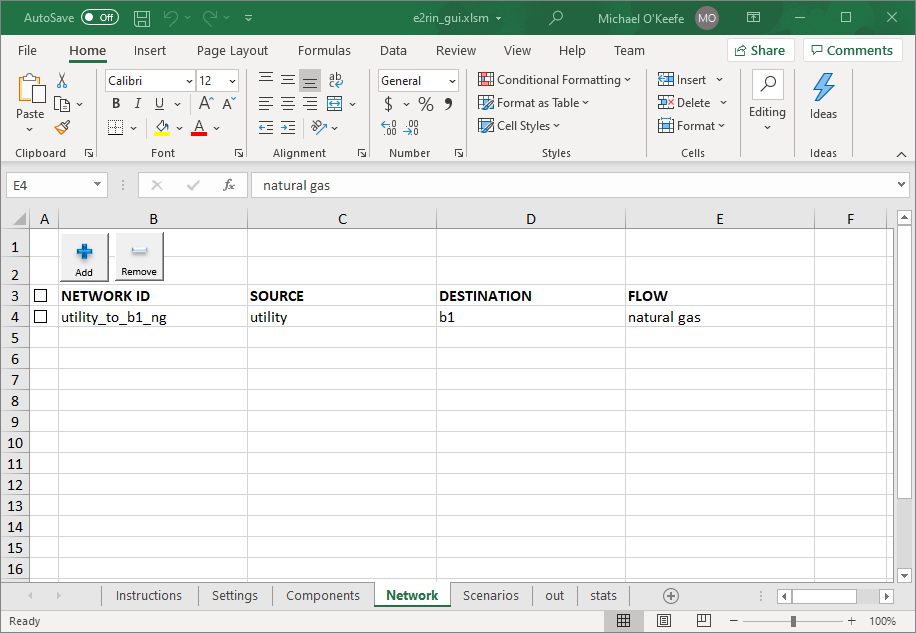 AutoSave Off e2rin_gui.xlsm Michael O'Keefe MO
File Home Insert Page Layout Formulas Data Review View Help Team Share Comments
Calibri 12 General Conditional Formatting Insert
Paste B I U A A $ % 9 Format as Table Delete Editing Ideas
A Cell Styles Format
Clipboard Font Alignment Number Styles Cells Ideas
E4 fx natural gas
A B C D E F
1
Add Remove
2
3 NETWORK ID SOURCE DESTINATION FLOW
4 utility_to_b1_ng utility b1 natural gas
5
6
7
8
9
10
11
12
13
14
15
16
Instructions Settings Components Network Scenarios out stats
Ready 100%